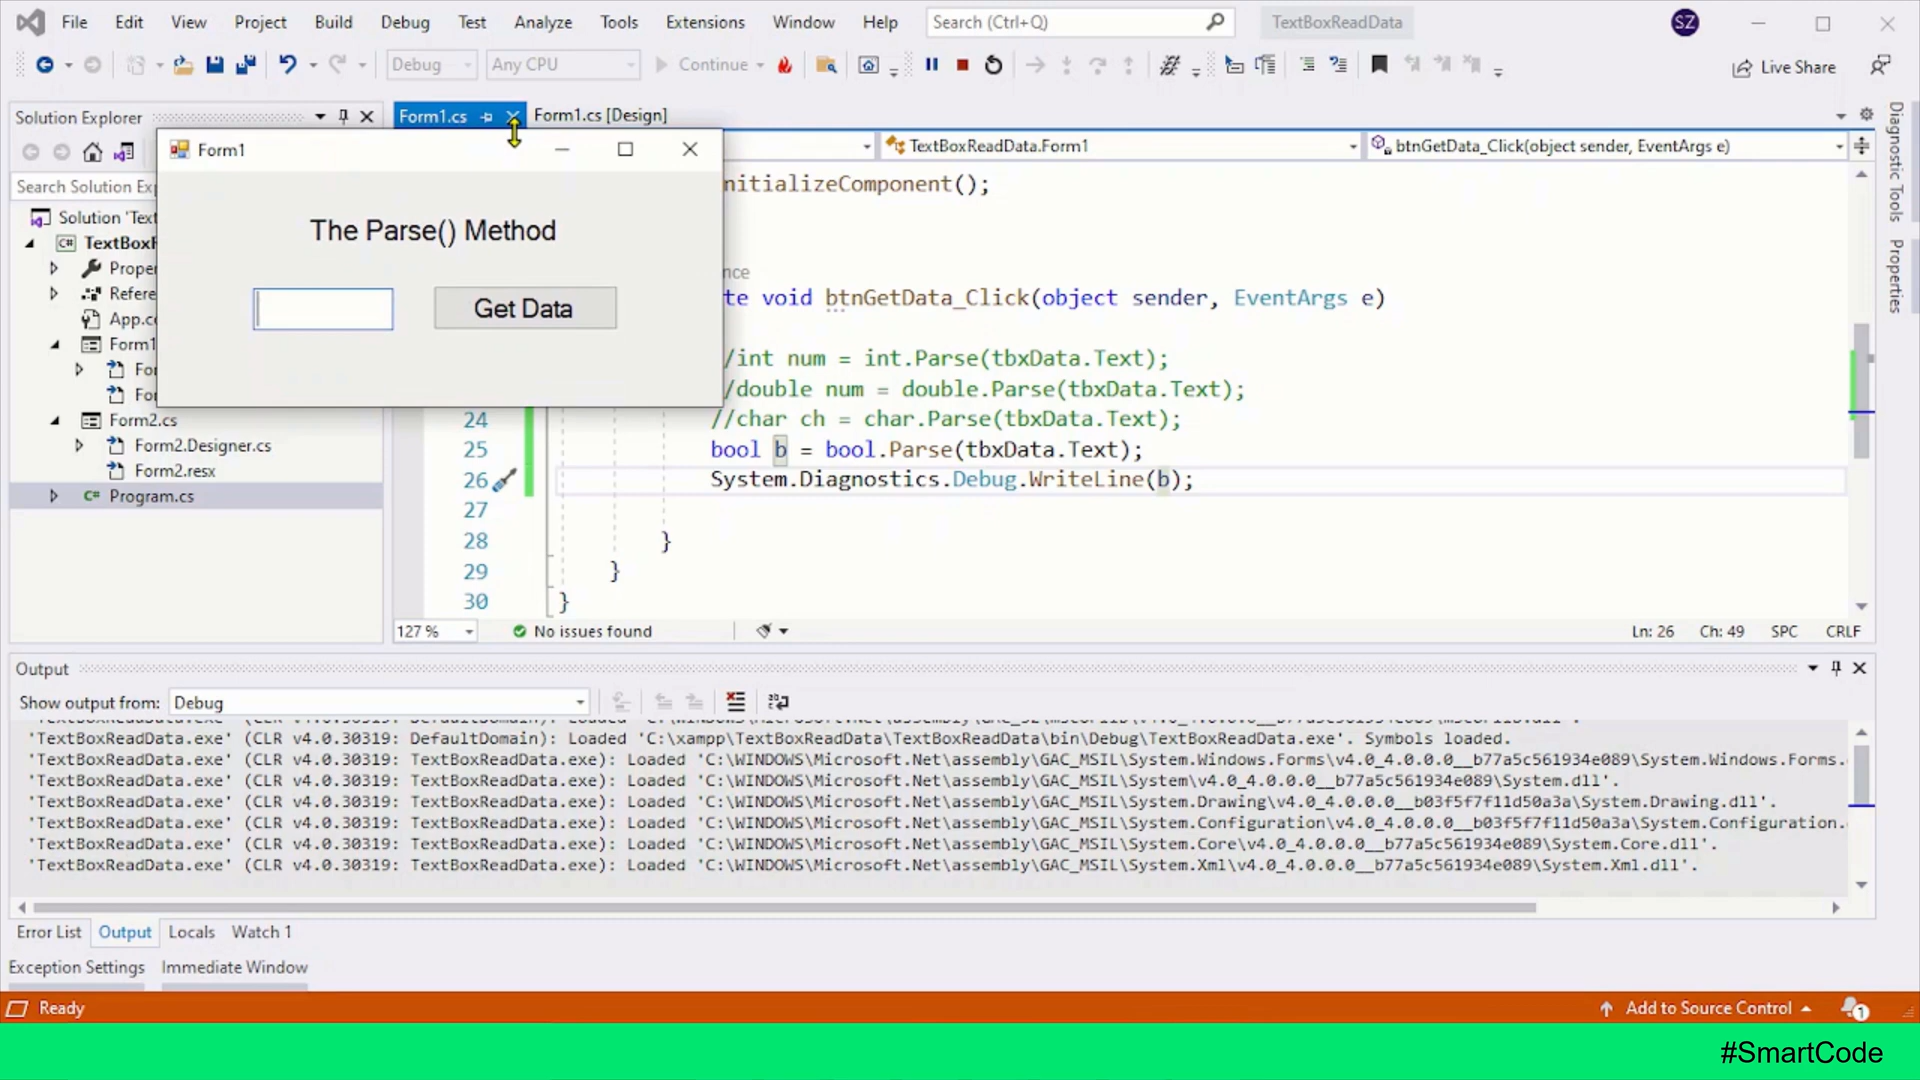 File Edit View Project Build Debug Test Analyze Tools Extensions Window Help Search (Ctrl+Q) TextBoxReadData SZ
Debug Any CPU Continue Live Share
Solution Explorer Form1.cs Form1.cs [Design]
Form1 TextBoxReadData.Form1 btnGetData_Click(object sender, EventArgs e)
Search Solution Exp nitializeComponent();
Solution 'Text
The Parse() Method
TextBoxF
Proper nce
Refere te void btnGetData_Click(object sender, EventArgs e)
Get Data
App.co
Form1 /int num = int.Parse(tbxData.Text);
Fo
Fo /double num = double.Parse(tbxData.Text);
Form2.cs 24 //char ch = char.Parse(tbxData.Text);
Form2.Designer.cs 25 bool b = bool.Parse(tbxData.Text);
Form2.resx 26 System.Diagnostics.Debug.WriteLine(b);
Program.cs
27
28 }
29 }
30 }
127 % No issues found Ln: 26 Ch: 49 SPC CRLF
Diagnostic Tools
Properties
Output
Show output from: Debug
'TextBoxReadData.exe' (CLR v4.0.30319: DefaultDomain): Loaded 'C:\xampp\TextBoxReadData\TextBoxReadData\bin\Debug\TextBoxReadData.exe'. Symbols loaded.
'TextBoxReadData.exe' (CLR v4.0.30319: TextBoxReadData.exe): Loaded 'C:\WINDOWS\Microsoft.Net\assembly\GAC_MSIL\System.Windows.Forms\v4.0_4.0.0.0__b77a5c561934e089\System.Windows.Forms.
'TextBoxReadData.exe' (CLR v4.0.30319: TextBoxReadData.exe): Loaded 'C:\WINDOWS\Microsoft.Net\assembly\GAC_MSIL\System\v4.0_4.0.0.0__b77a5c561934e089\System.dll'.
'TextBoxReadData.exe' (CLR v4.0.30319: TextBoxReadData.exe): Loaded 'C:\WINDOWS\Microsoft.Net\assembly\GAC_MSIL\System.Drawing\v4.0_4.0.0.0__b03f5f7f11d50a3a\System.Drawing.dll'.
'TextBoxReadData.exe' (CLR v4.0.30319: TextBoxReadData.exe): Loaded 'C:\WINDOWS\Microsoft.Net\assembly\GAC_MSIL\System.Configuration\v4.0_4.0.0.0__b03f5f7f11d50a3a\System.Configuration.
'TextBoxReadData.exe' (CLR v4.0.30319: TextBoxReadData.exe): Loaded 'C:\WINDOWS\Microsoft.Net\assembly\GAC_MSIL\System.Core\v4.0_4.0.0.0__b77a5c561934e089\System.Core.dll'.
'TextBoxReadData.exe' (CLR v4.0.30319: TextBoxReadData.exe): Loaded 'C:\WINDOWS\Microsoft.Net\assembly\GAC_MSIL\System.Xml\v4.0_4.0.0.0__b77a5c561934e089\System.Xml.dll'.
Error List Output Locals Watch 1
Exception Settings Immediate Window
Ready Add to Source Control 1
#SmartCode